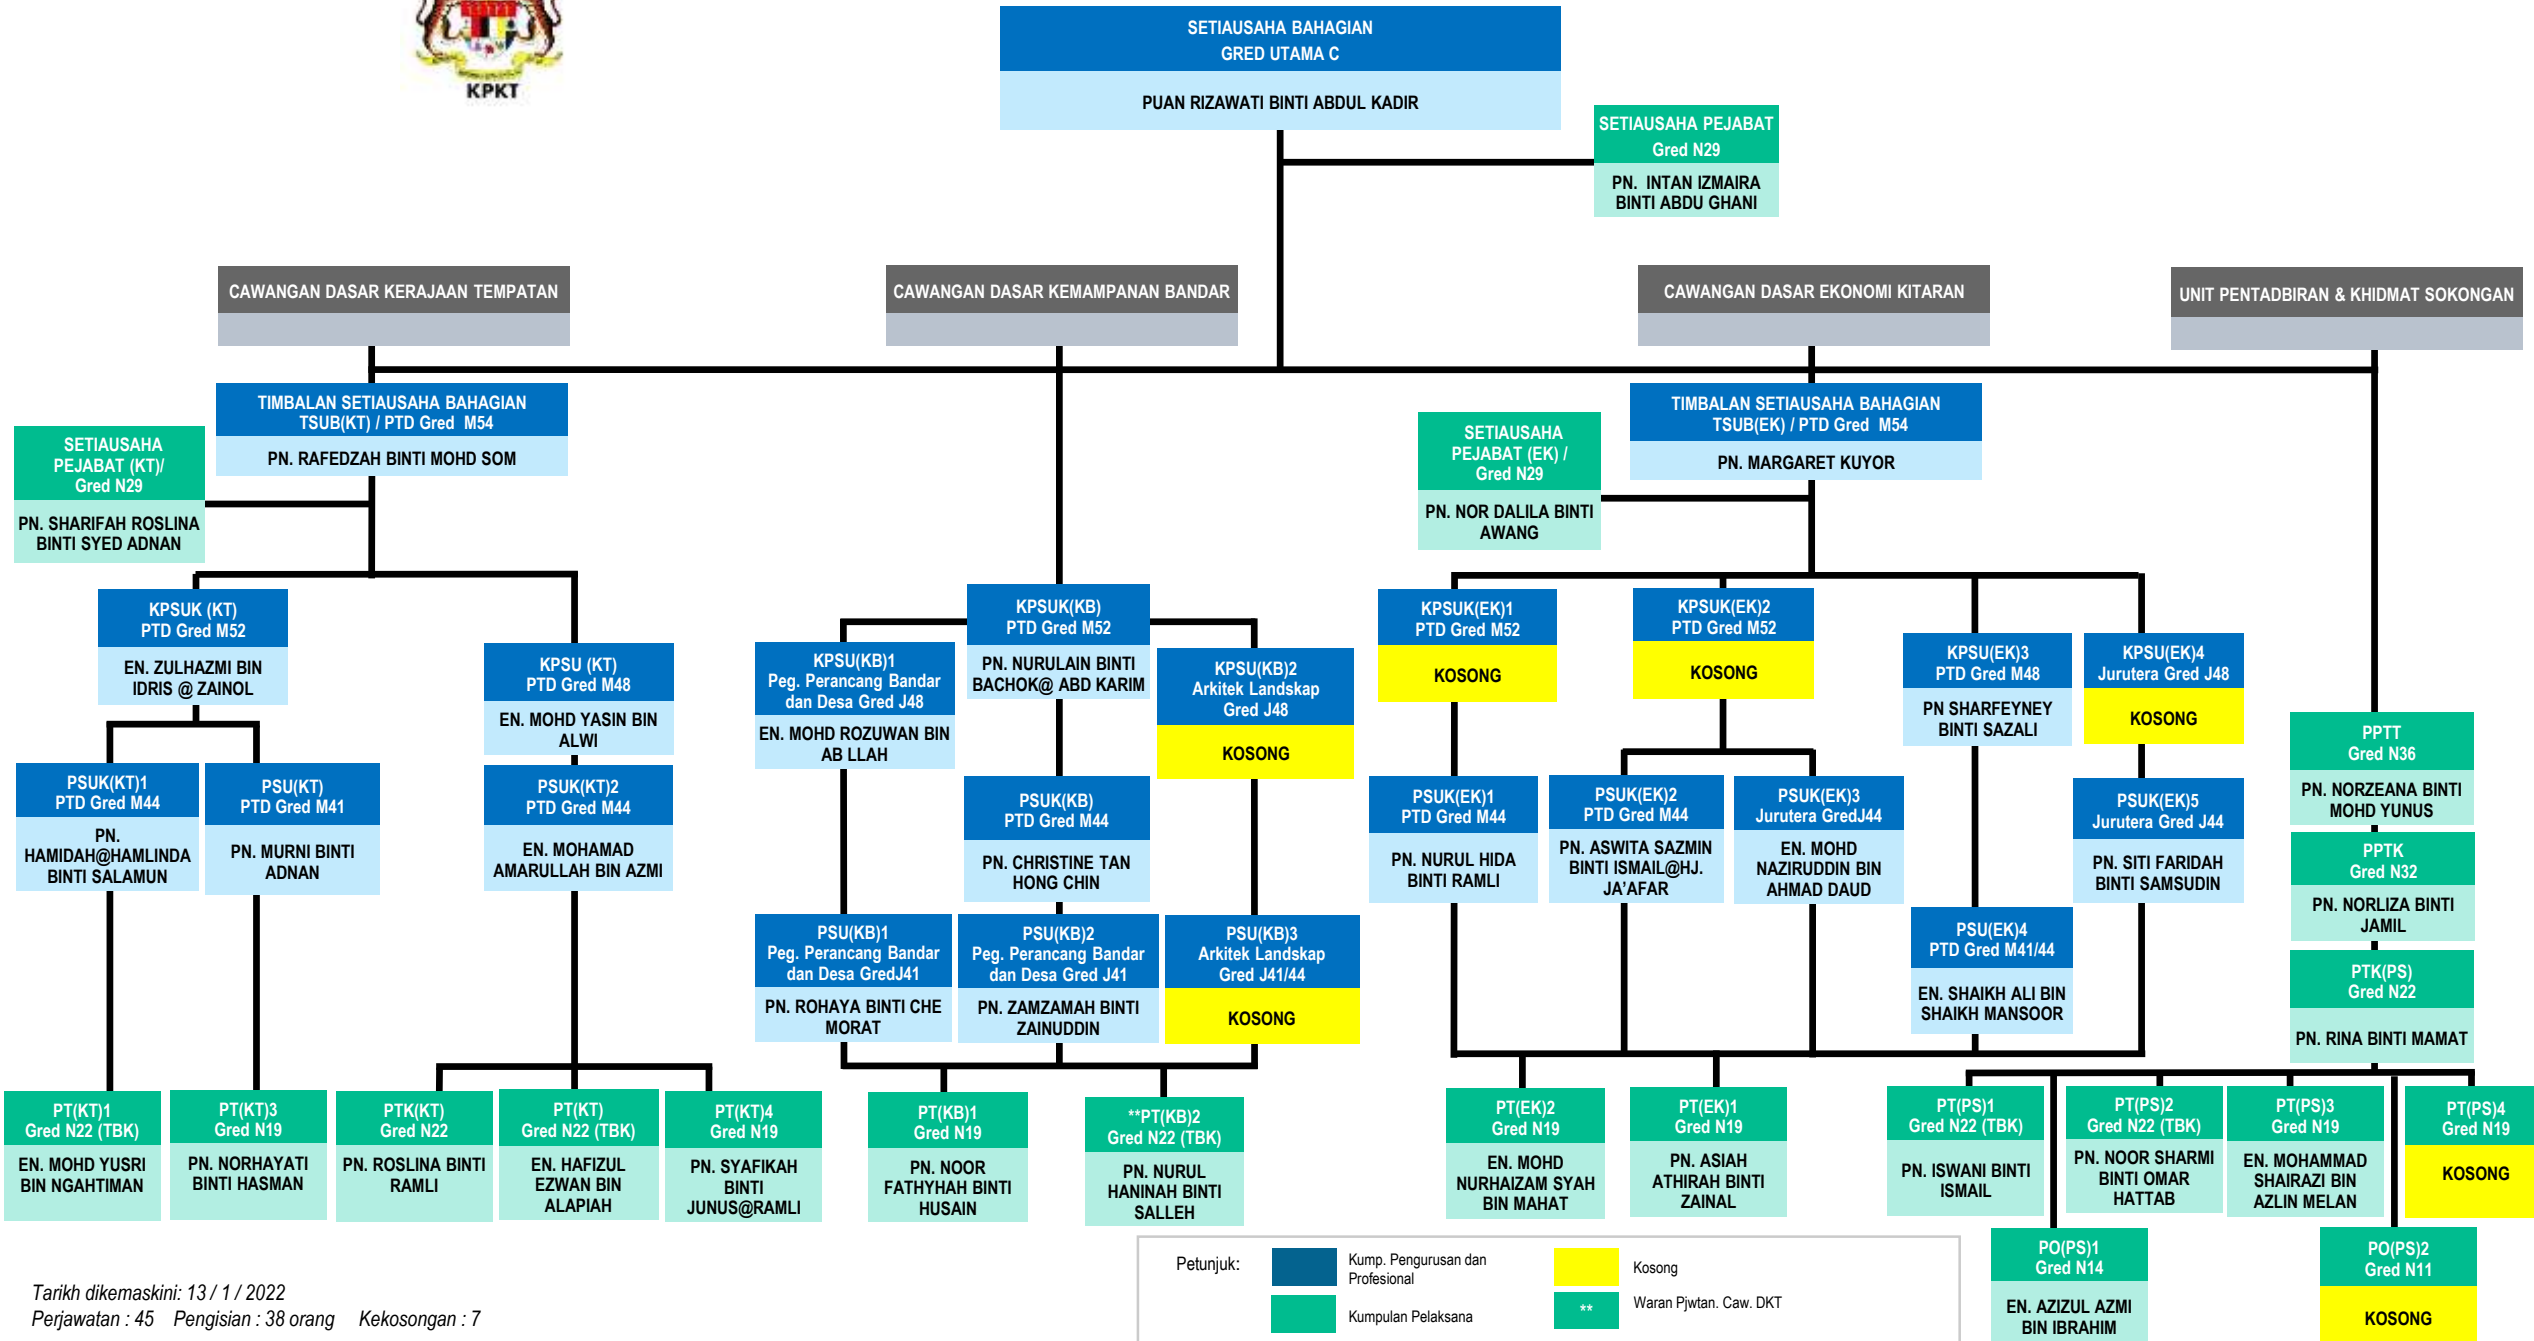 KPKT
SETIAUSAHA BAHAGIAN
GRED UTAMA C
PUAN RIZAWATI BINTI ABDUL KADIR
SETIAUSAHA PEJABAT
Gred N29
PN. INTAN IZMAIRA
BINTI ABDU GHANI
CAWANGAN DASAR KERAJAAN TEMPATAN
CAWANGAN DASAR KEMAMPANAN BANDAR
CAWANGAN DASAR EKONOMI KITARAN
UNIT PENTADBIRAN & KHIDMAT SOKONGAN
TIMBALAN SETIAUSAHA BAHAGIAN
TSUB(KT) / PTD Gred M54
PN. RAFEDZAH BINTI MOHD SOM
SETIAUSAHA
PEJABAT (KT)/
Gred N29
PN. SHARIFAH ROSLINA
BINTI SYED ADNAN
TIMBALAN SETIAUSAHA BAHAGIAN
TSUB(EK) / PTD Gred M54
PN. MARGARET KUYOR
SETIAUSAHA
PEJABAT (EK) /
Gred N29
PN. NOR DALILA BINTI
AWANG
KPSUK (KT)
PTD Gred M52
EN. ZULHAZMI BIN
IDRIS @ ZAINOL
KPSU (KT)
PTD Gred M48
EN. MOHD YASIN BIN
ALWI
KPSU(KB)1
Peg. Perancang Bandar
dan Desa Gred J48
EN. MOHD ROZUWAN BIN
AB LLAH
KPSUK(KB)
PTD Gred M52
PN. NURULAIN BINTI
BACHOK@ ABD KARIM
KPSU(KB)2
Arkitek Landskap
Gred J48
KOSONG
KPSUK(EK)1
PTD Gred M52
KOSONG
KPSUK(EK)2
PTD Gred M52
KOSONG
KPSU(EK)3
PTD Gred M48
PN SHARFEYNEY
BINTI SAZALI
KPSU(EK)4
Jurutera Gred J48
KOSONG
PPTT
Gred N36
PN. NORZEANA BINTI
MOHD YUNUS
PSUK(KT)1
PTD Gred M44
PN.
HAMIDAH@HAMLINDA
BINTI SALAMUN
PSU(KT)
PTD Gred M41
PN. MURNI BINTI
ADNAN
PSUK(KT)2
PTD Gred M44
EN. MOHAMAD
AMARULLAH BIN AZMI
PSUK(KB)
PTD Gred M44
PN. CHRISTINE TAN
HONG CHIN
PSUK(EK)1
PTD Gred M44
PN. NURUL HIDA
BINTI RAMLI
PSUK(EK)2
PTD Gred M44
PN. ASWITA SAZMIN
BINTI ISMAIL@HJ.
JA'AFAR
PSUK(EK)3
Jurutera GredJ44
EN. MOHD
NAZIRUDDIN BIN
AHMAD DAUD
PSUK(EK)5
Jurutera Gred J44
PN. SITI FARIDAH
BINTI SAMSUDIN
PPTK
Gred N32
PN. NORLIZA BINTI
JAMIL
PSU(KB)1
Peg. Perancang Bandar
dan Desa GredJ41
PN. ROHAYA BINTI CHE
MORAT
PSU(KB)2
Peg. Perancang Bandar
dan Desa Gred J41
PN. ZAMZAMAH BINTI
ZAINUDDIN
PSU(KB)3
Arkitek Landskap
Gred J41/44
KOSONG
PSU(EK)4
PTD Gred M41/44
EN. SHAIKH ALI BIN
SHAIKH MANSOOR
PTK(PS)
Gred N22
PN. RINA BINTI MAMAT
PT(KT)1
Gred N22 (TBK)
EN. MOHD YUSRI
BIN NGAHTIMAN
PT(KT)3
Gred N19
PN. NORHAYATI
BINTI HASMAN
PTK(KT)
Gred N22
PN. ROSLINA BINTI
RAMLI
PT(KT)
Gred N22 (TBK)
EN. HAFIZUL
EZWAN BIN
ALAPIAH
PT(KT)4
Gred N19
PN. SYAFIKAH
BINTI
JUNUS@RAMLI
PT(KB)1
Gred N19
PN. NOOR
FATHYHAH BINTI
HUSAIN
**PT(KB)2
Gred N22 (TBK)
PN. NURUL
HANINAH BINTI
SALLEH
PT(EK)2
Gred N19
EN. MOHD
NURHAIZAM SYAH
BIN MAHAT
PT(EK)1
Gred N19
PN. ASIAH
ATHIRAH BINTI
ZAINAL
PT(PS)1
Gred N22 (TBK)
PN. ISWANI BINTI
ISMAIL
PT(PS)2
Gred N22 (TBK)
PN. NOOR SHARMI
BINTI OMAR
HATTAB
PT(PS)3
Gred N19
EN. MOHAMMAD
SHAIRAZI BIN
AZLIN MELAN
PT(PS)4
Gred N19
KOSONG
PO(PS)1
Gred N14
EN. AZIZUL AZMI
BIN IBRAHIM
PO(PS)2
Gred N11
KOSONG
Petunjuk:
Kump. Pengurusan dan
Profesional
Kosong
Kumpulan Pelaksana
**
Waran Pjwtan. Caw. DKT
Tarikh dikemaskini: 13 / 1 / 2022
Perjawatan : 45 Pengisian : 38 orang Kekosongan : 7